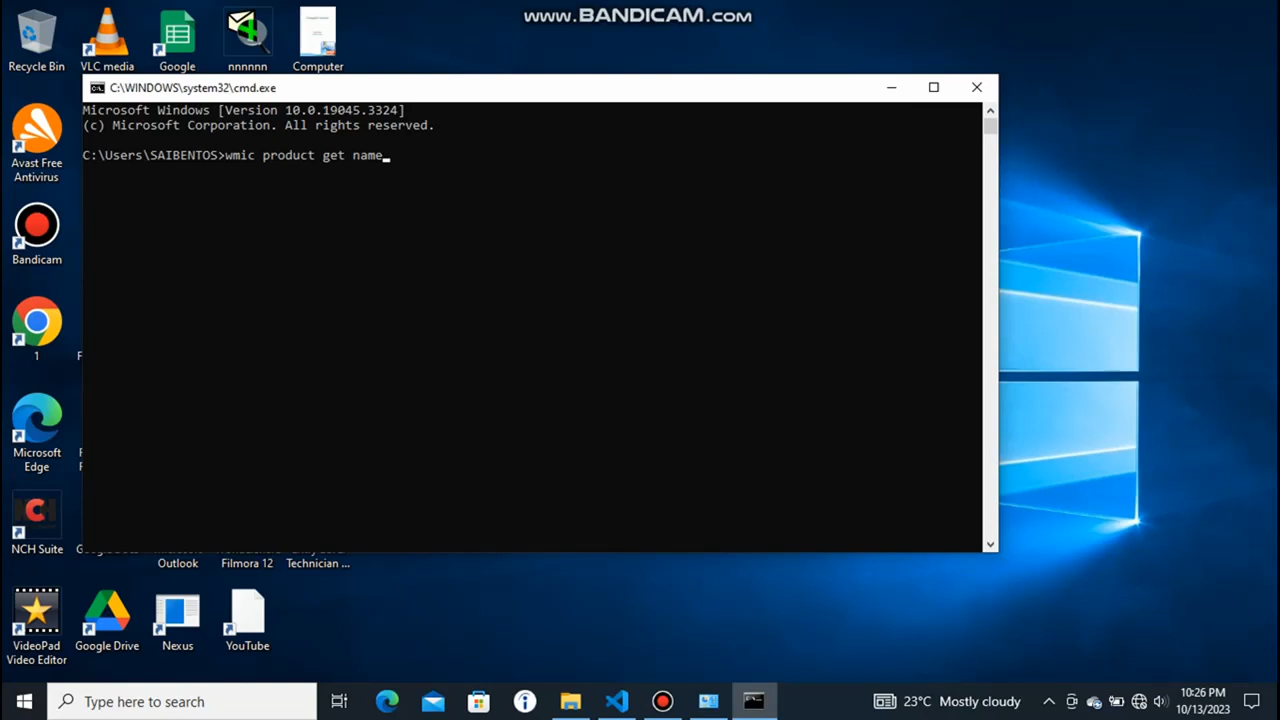 www.BANDICAM.com
Recycle Bin
VLC media
Google
nnnnnn
Computer
C:\WINDOWS\system32\cmd.exe
Microsoft Windows [Version 10.0.19045.3324]
(c) Microsoft Corporation. All rights reserved.
C:\Users\SAIBENTOS>wmic product get name
Avast Free
Antivirus
Bandicam
1
Microsoft
Edge
NCH Suite
Outlook
Filmora 12
Technician ...
VideoPad
Video Editor
Google Drive
Nexus
YouTube
Type here to search
23°C Mostly cloudy
10:26 PM
10/13/2023